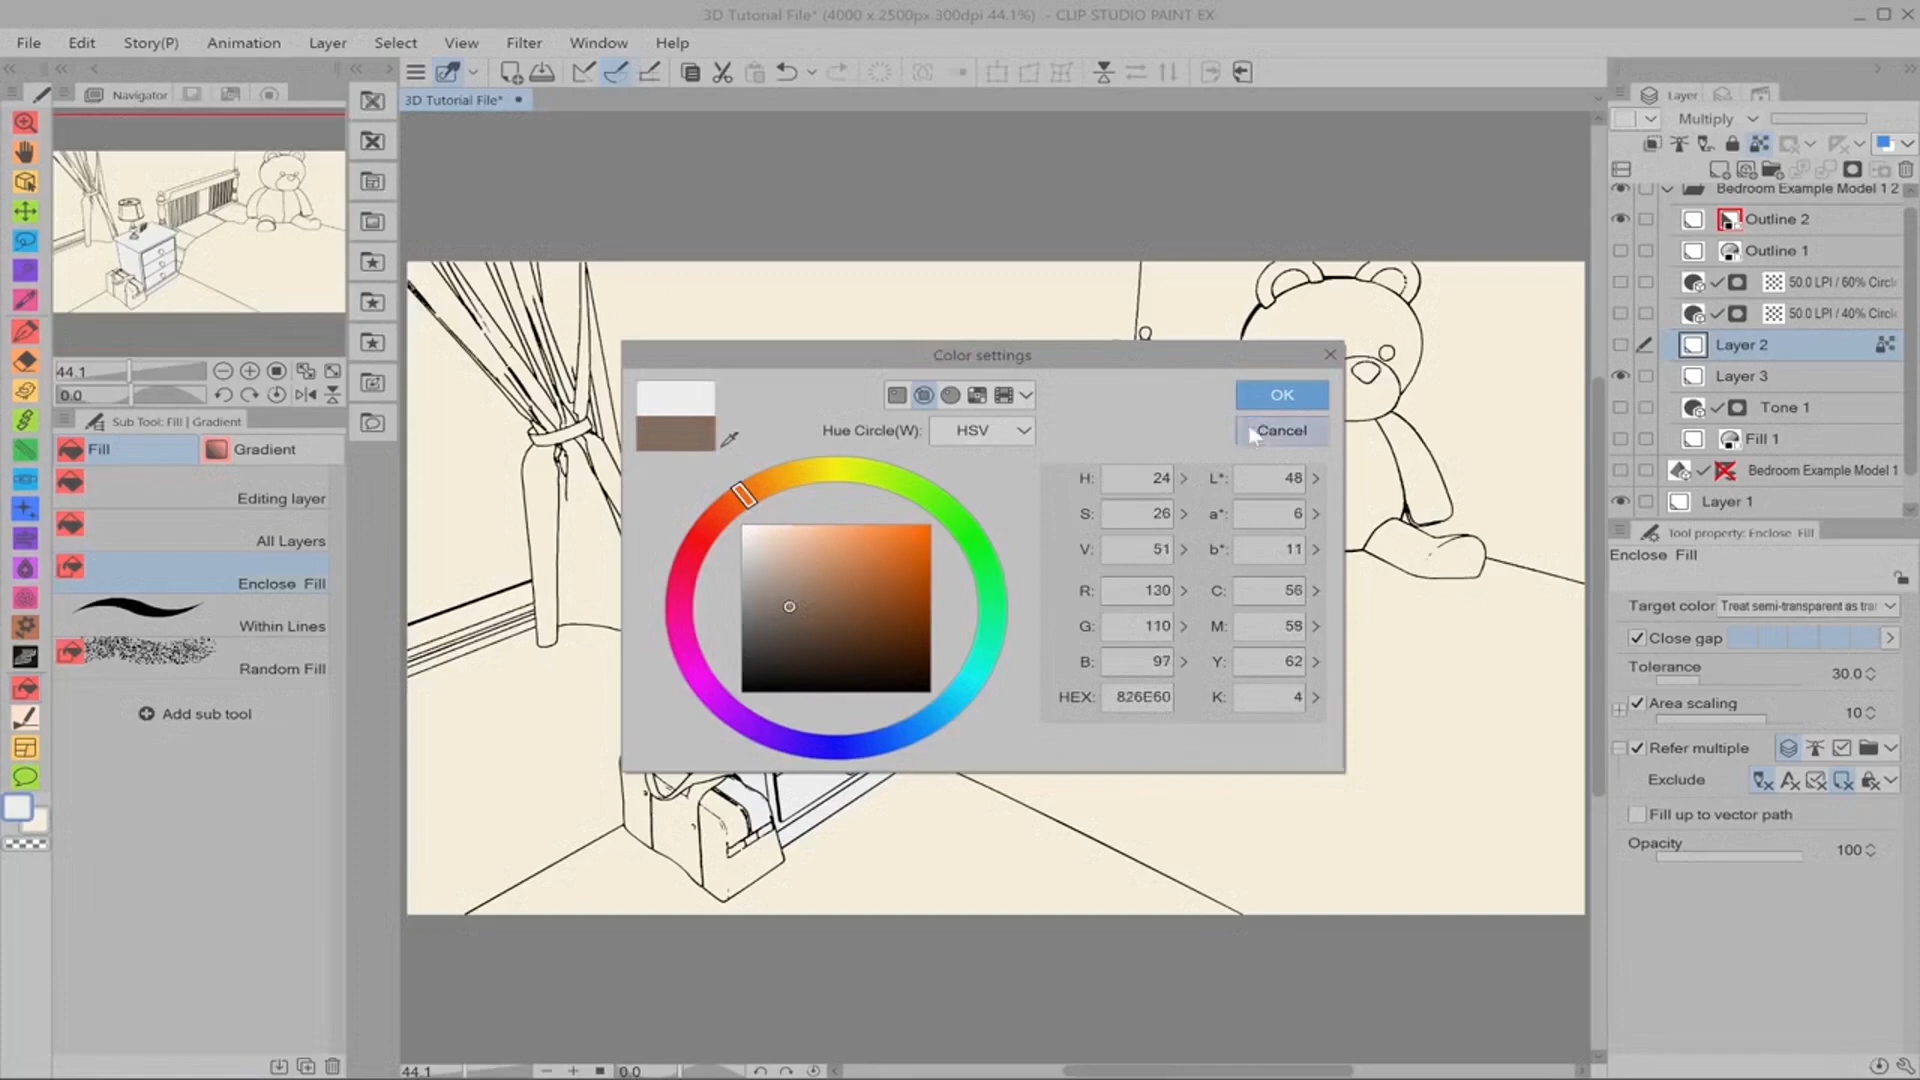 3D Tutorial File* (4000 x 2500px 300dpi 44.1%) - CLIP STUDIO PAINT EX
File Edit Story(P) Animation Layer Select View Filter Window Help
Navigator
3D Tutorial File*
Layer
Multiply
Bedroom Example Model 1 2
Outline 2
Outline 1
50.0 LPI / 60% Circl
50.0 LPI / 40% Circl
Layer 2
Layer 3
Tone 1
Fill 1
Bedroom Example Model 1
Layer 1
44.1
0.0
Sub Tool: Fill | Gradient
Fill
Gradient
Editing layer
All Layers
Enclose Fill
Within Lines
Random Fill
Add sub tool
Color settings
OK
Hue Circle(W): HSV
Cancel
H: 24 L*: 48
S: 26 a*: 6
V: 51 b*: 11
R: 130 C: 56
G: 110 M: 58
B: 97 Y: 62
HEX: 826E60 K: 4
Tool property: Enclose Fill
Enclose Fill
Target color Treat semi-transparent as tra
Close gap
Tolerance 30.0
Area scaling 10
Refer multiple
Exclude
Fill up to vector path
Opacity 100
44.1 0.0